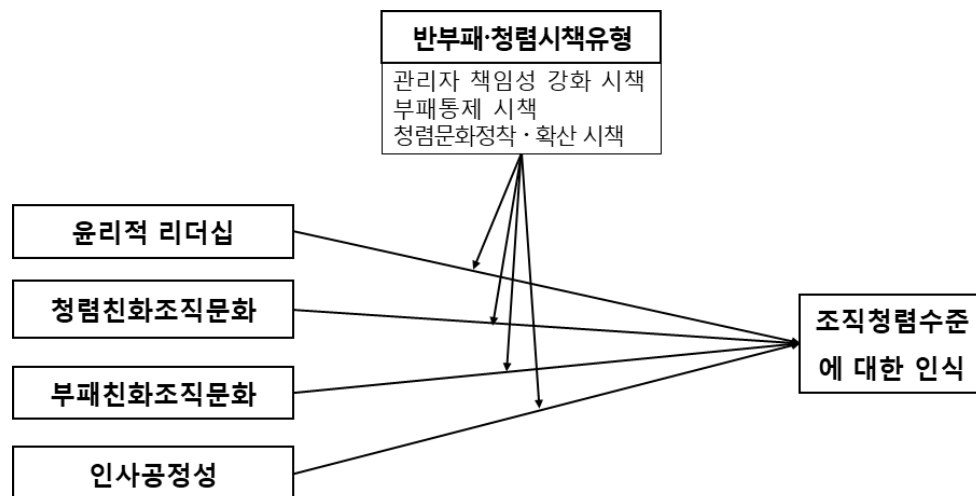 반부패·청렴시책유형
관리자 책임성 강화 시책
부패통제 시책
청렴문화정착·확산 시책
윤리적 리더십
청렴친화조직문화
부패친화조직문화
인사공정성
조직청렴수준
에 대한 인식